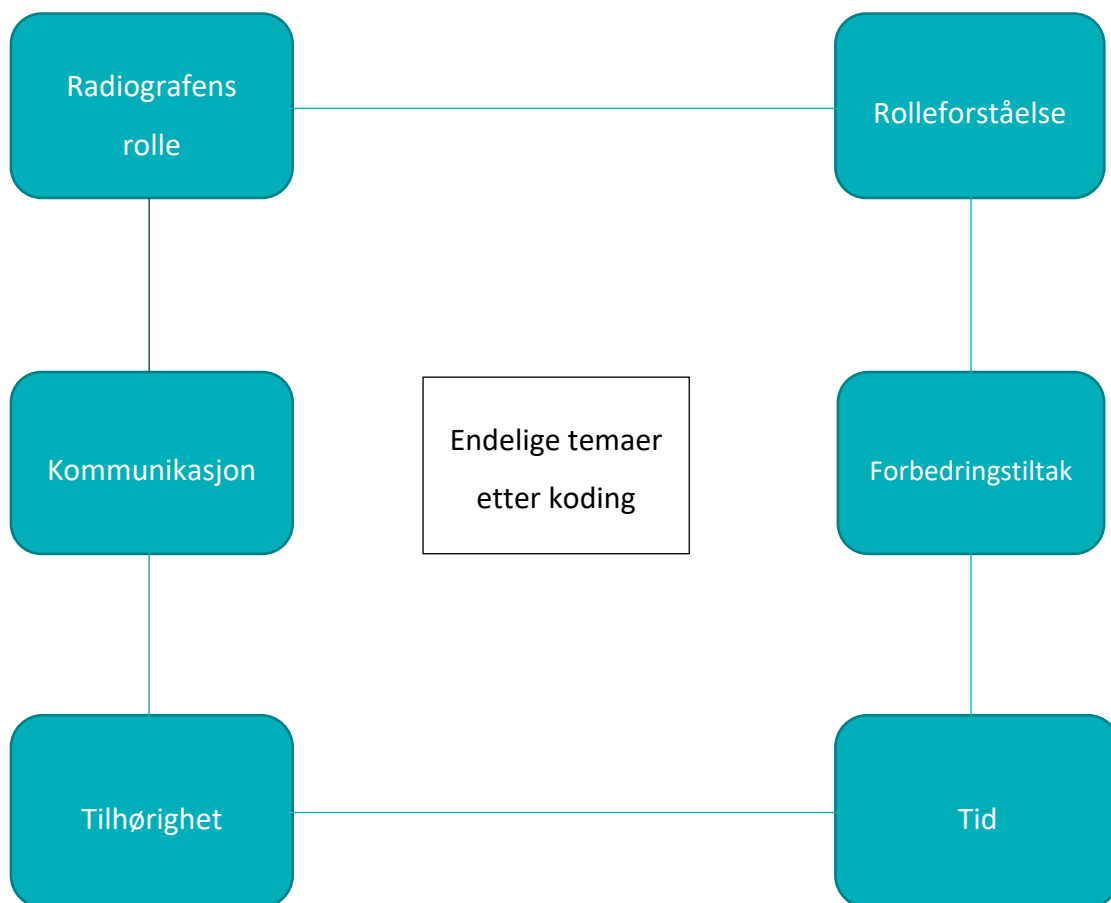 Radiografens
rolle
Rolleforståelse
Kommunikasjon
Endelige temaer
etter koding
Forbedringstiltak
Tilhørighet
Tid